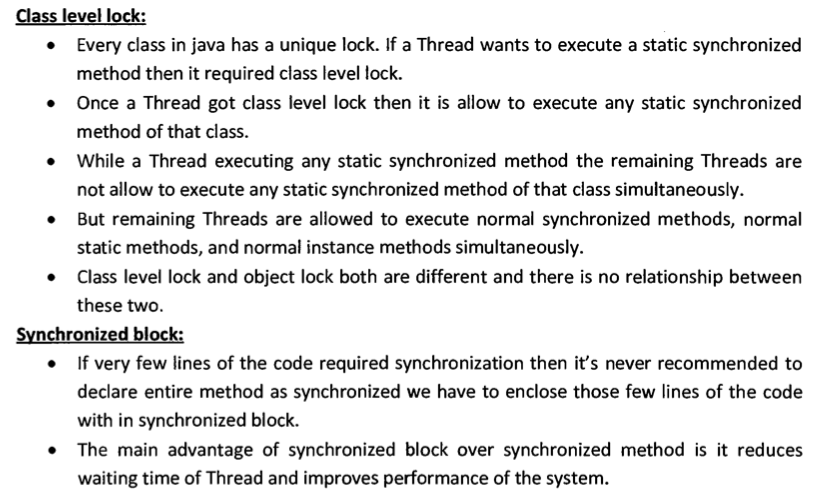 Class level lock:
• Every class in java has a unique lock. If a Thread wants to execute a static synchronized
method then it required class level lock.
• Once a Thread got class level lock then it is allow to execute any static synchronized
method of that class.
• While a Thread executing any static synchronized method the remaining Threads are
not allow to execute any static synchronized method of that class simultaneously.
• But remaining Threads are allowed to execute normal synchronized methods, normal
static methods, and normal instance methods simultaneously.
• Class level lock and object lock both are different and there is no relationship between
these two.
Synchronized block:
• If very few lines of the code required synchronization then it's never recommended to
declare entire method as synchronized we have to enclose those few lines of the code
with in synchronized block.
• The main advantage of synchronized block over synchronized method is it reduces
waiting time of Thread and improves performance of the system.